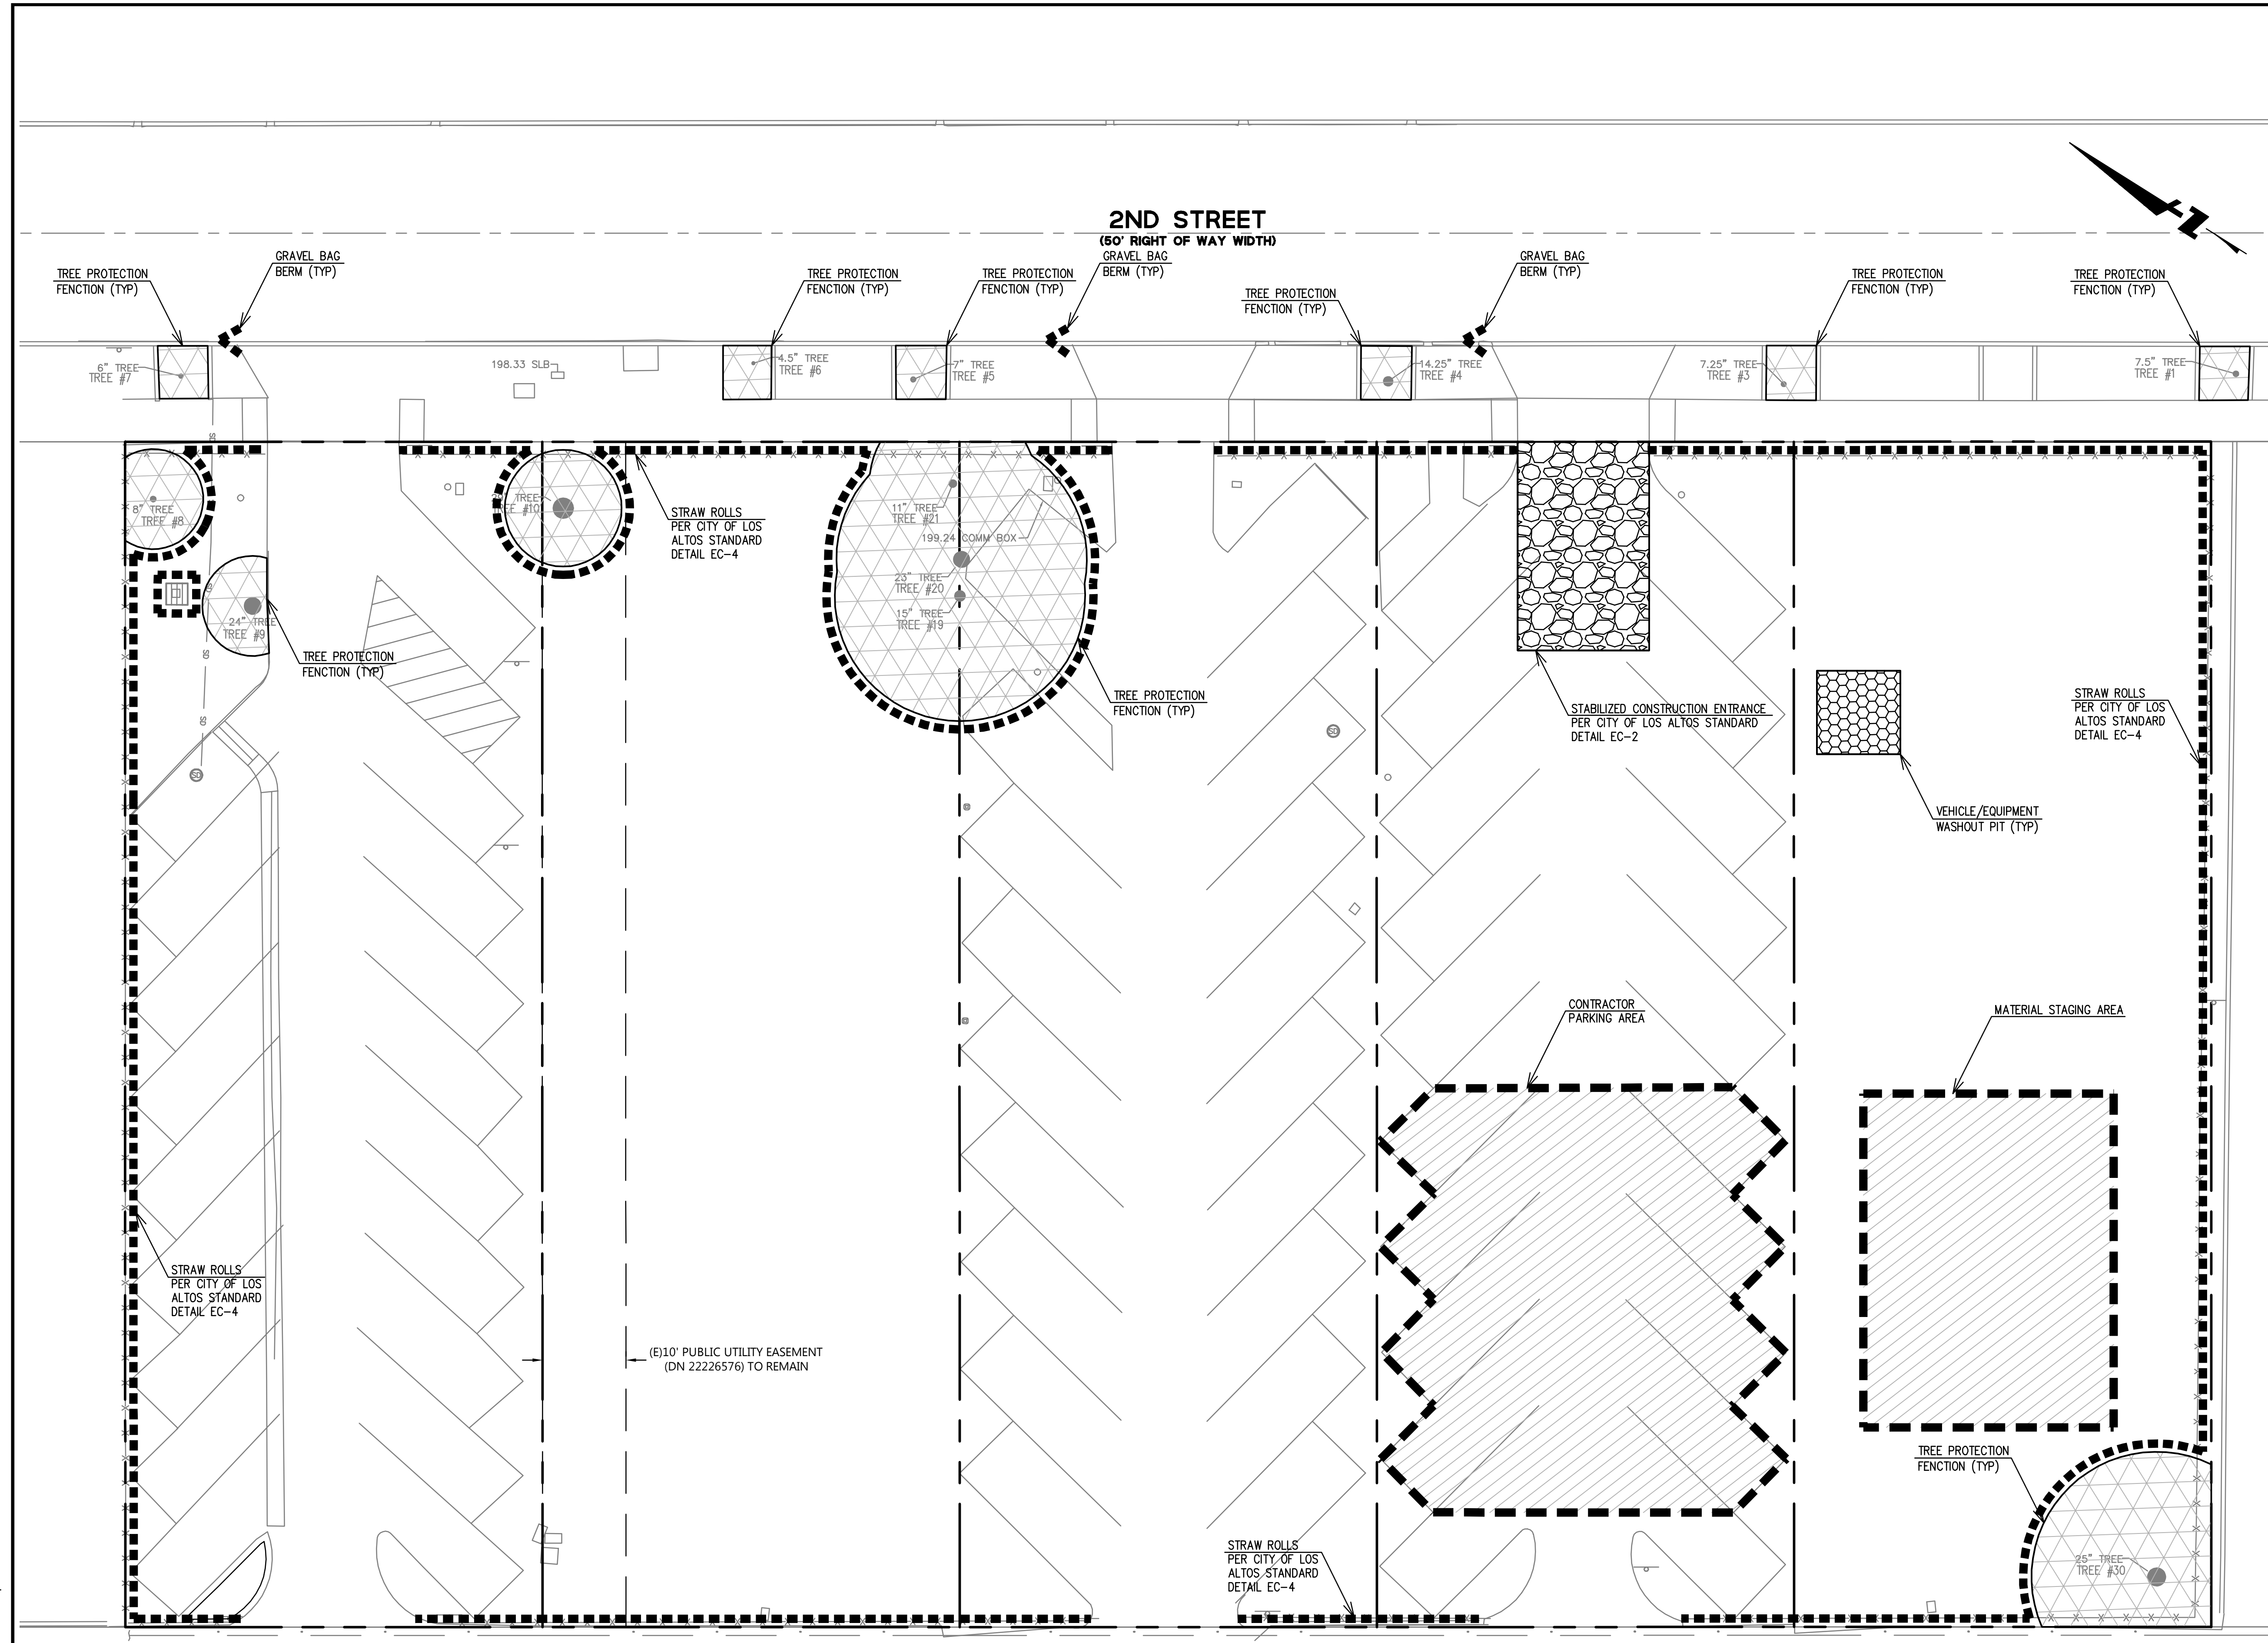 2ND STREET
(50' RIGHT OF WAY WIDTH)
N
GRAVEL BAG
BERM (TYP)
GRAVEL BAG
BERM (TYP)
GRAVEL BAG
BERM (TYP)
TREE PROTECTION
FENCTION (TYP)
TREE PROTECTION
FENCTION (TYP)
TREE PROTECTION
FENCTION (TYP)
TREE PROTECTION
FENCTION (TYP)
TREE PROTECTION
FENCTION (TYP)
TREE PROTECTION
FENCTION (TYP)
6" TREE
TREE #7
198.33 SLB
4.5" TREE
TREE #6
7" TREE
TREE #5
14.25" TREE
TREE #4
7.25" TREE
TREE #3
7.5" TREE
TREE #1
SD
8" TREE
TREE #8
TREE
TREE #10
STRAW ROLLS
PER CITY OF LOS
ALTOS STANDARD
DETAIL EC-4
11" TREE
TREE #21
199.24 COMM BOX
23" TREE
TREE #20
15" TREE
TREE #19
SD
24" TREE
TREE #9
TREE PROTECTION
FENCTION (TYP)
SD
TREE PROTECTION
FENCTION (TYP)
STABILIZED CONSTRUCTION ENTRANCE
PER CITY OF LOS ALTOS STANDARD
DETAIL EC-2
STRAW ROLLS
PER CITY OF LOS
ALTOS STANDARD
DETAIL EC-4
SD
SD
SD
VEHICLE/EQUIPMENT
WASHOUT PIT (TYP)
CONTRACTOR
PARKING AREA
MATERIAL STAGING AREA
STRAW ROLLS
PER CITY OF LOS
ALTOS STANDARD
DETAIL EC-4
(E)10' PUBLIC UTILITY EASEMENT
(DN 22226576) TO REMAIN
TREE PROTECTION
FENCTION (TYP)
STRAW ROLLS
PER CITY OF LOS
ALTOS STANDARD
DETAIL EC-4
25" TREE
TREE #30